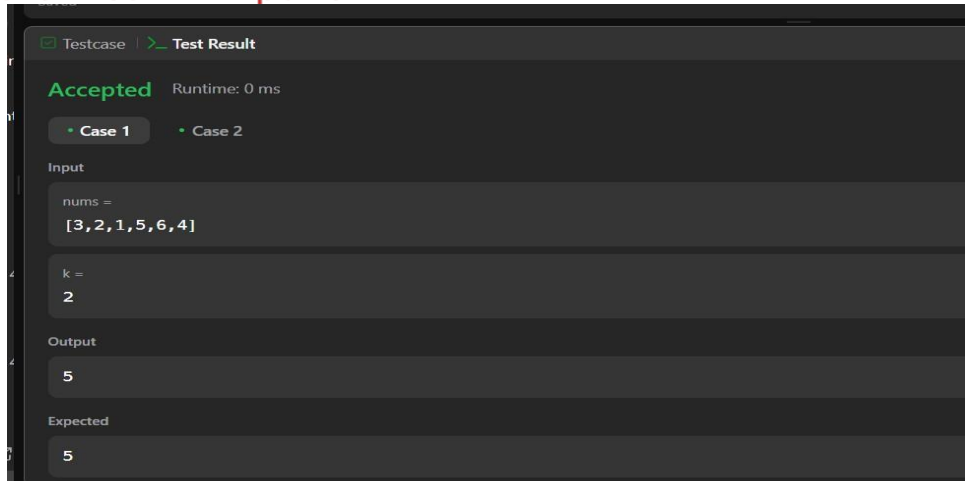 Testcase >_ Test Result
Accepted Runtime: 0 ms
• Case 1 • Case 2
Input
nums =
[3,2,1,5,6,4]
k =
2
Output
5
Expected
5